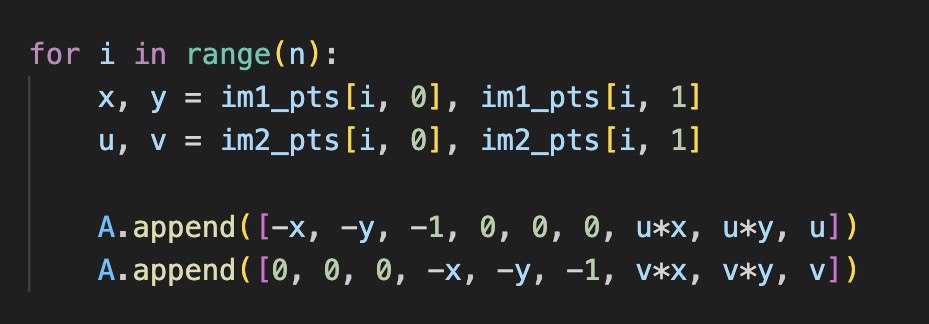 for i in range(n):
    x, y = im1_pts[i, 0], im1_pts[i, 1]
    u, v = im2_pts[i, 0], im2_pts[i, 1]

    A.append([-x, -y, -1, 0, 0, 0, u*x, u*y, u])
    A.append([0, 0, 0, -x, -y, -1, v*x, v*y, v])